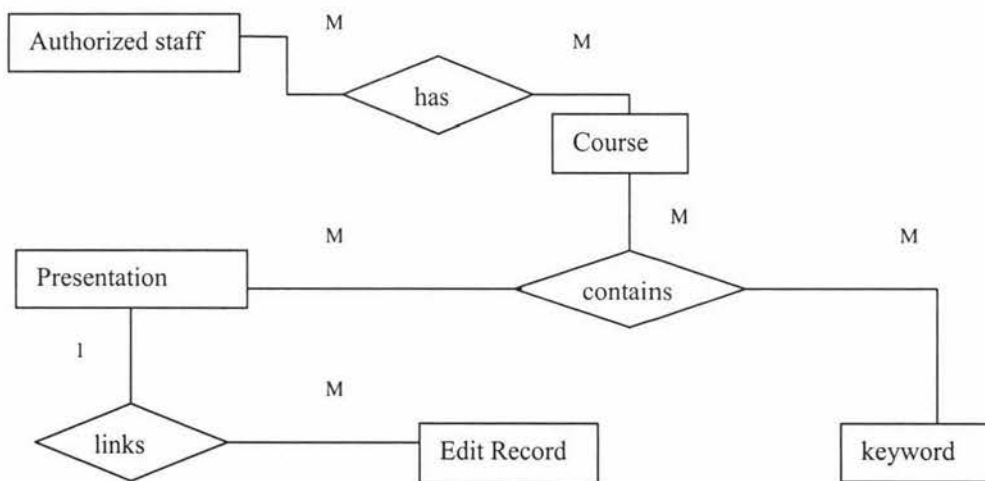 M
Authorized staff
M
has
Course
M
M
M
Presentation
contains
1
M
links
Edit Record
keyword